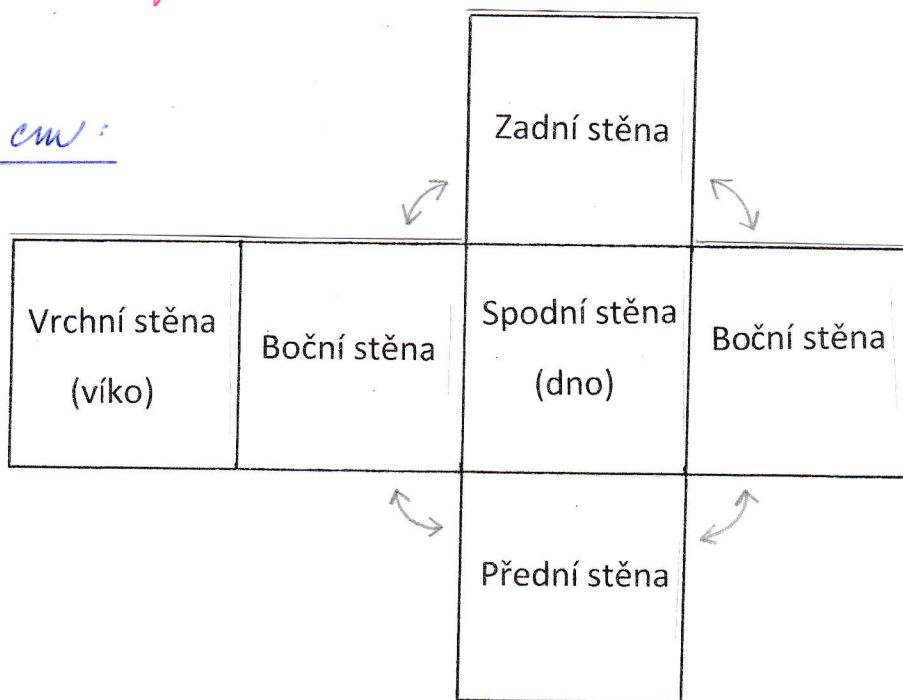 cm:
Zadní stěna
Vrchní stěna
(víko)
Boční stěna
Spodní stěna
(dno)
Boční stěna
Přední stěna